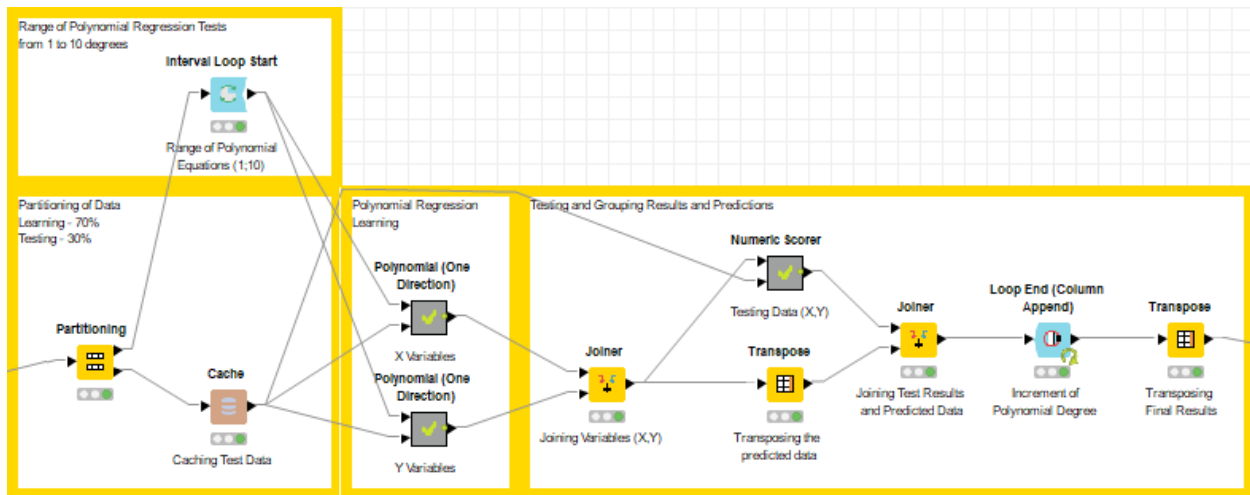 Range of Polynomial Regression Tests
from 1 to 10 degrees
Interval Loop Start
Range of Polynomial
Equations (1;10)
Partitioning of Data
Learning - 70%
Testing - 30%
Partitioning
Cache
Caching Test Data
Polynomial Regression
Learning
Polynomial (One
Direction)
X Variables
Polynomial (One
Direction)
Y Variables
Testing and Grouping Results and Predictions
Numeric Scorer
Testing Data (X,Y)
Joiner
Joining Variables (X,Y)
Transpose
Transposing the
predicted data
Joiner
Joining Test Results
and Predicted Data
Loop End (Column
Append)
Increment of
Polynomial Degree
Transpose
Transposing
Final Results